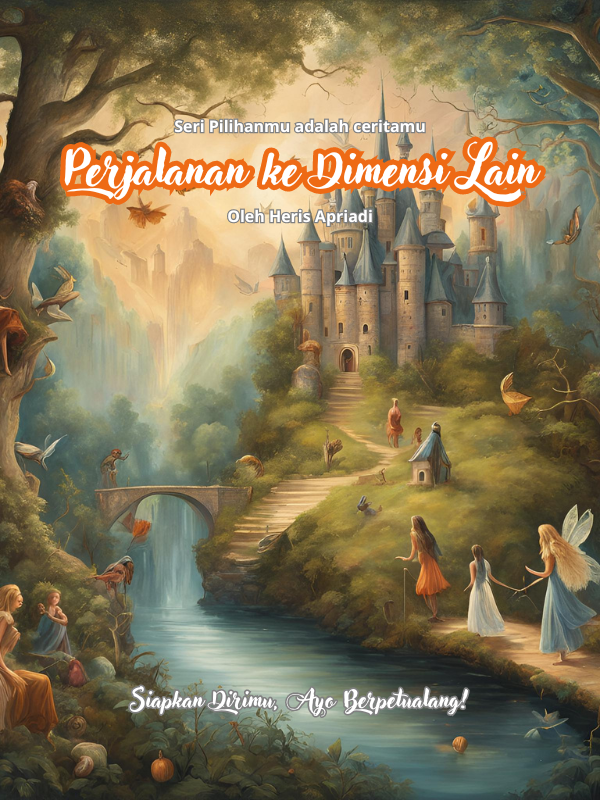 Seri Pilihanmu adalah ceritamu
Perjalanan ke Dimensi Lain
Oleh Heris Apriadi
Siapkan Dirimu, Ayo Berpetualang!